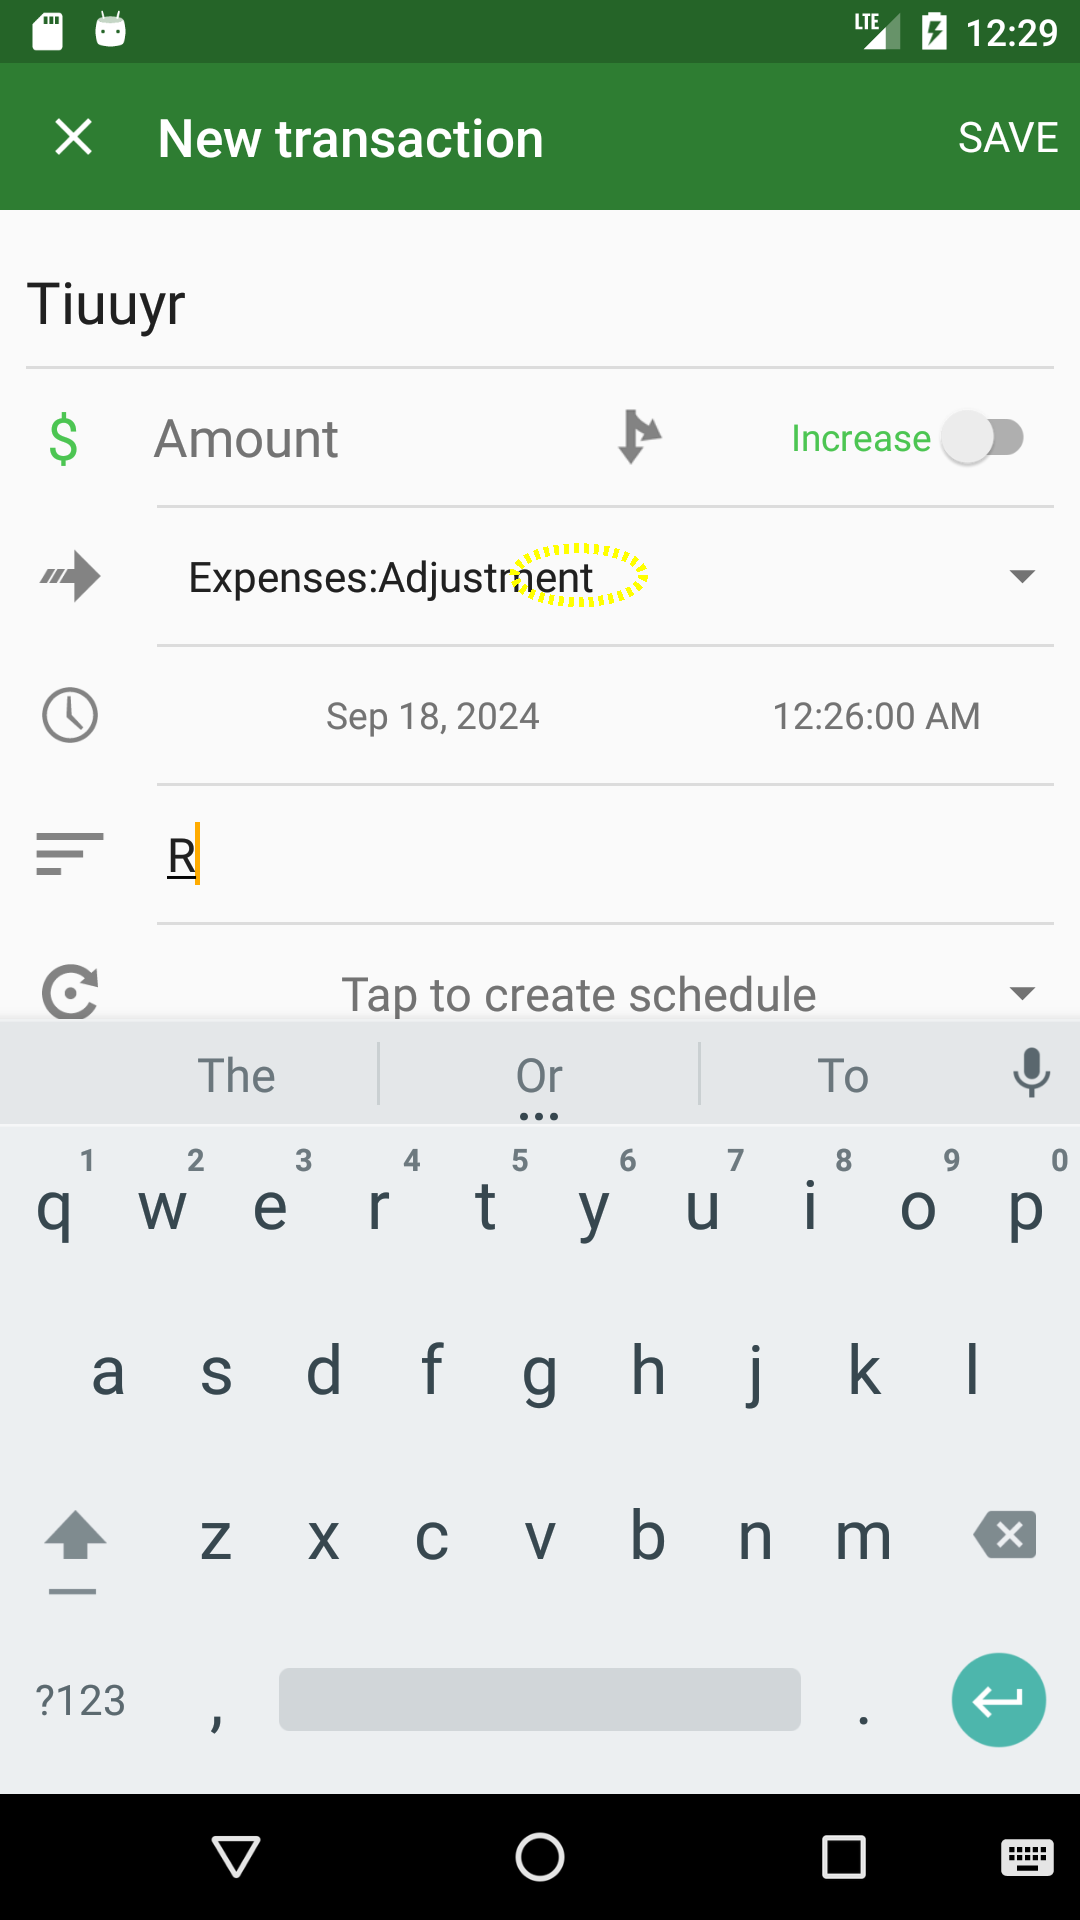 LTE 12:29
New transaction SAVE
Tiuuyr
$ Amount Increase
Expenses:Adjustment
Sep 18, 2024 12:26:00 AM
R
Tap to create schedule
The Or To
1 2 3 4 5 6 7 8 9 0
q w e r t y u i o p
a s d f g h j k l
z x c v b n m
?123 , .